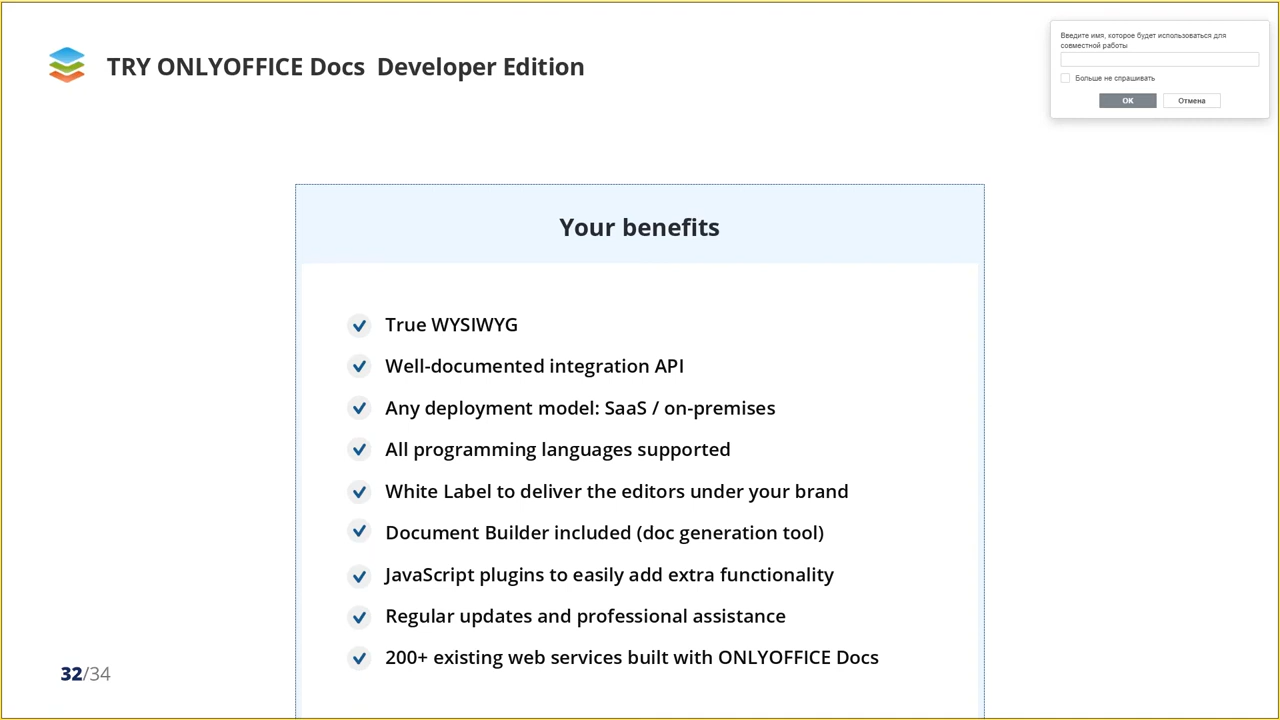 TRY ONLYOFFICE Docs Developer Edition
Введите имя, которое будет использоваться для
совместной работы
Больше не спрашивать
OK
Отмена
Your benefits
True WYSIWYG
Well-documented integration API
Any deployment model: SaaS / on-premises
All programming languages supported
White Label to deliver the editors under your brand
Document Builder included (doc generation tool)
JavaScript plugins to easily add extra functionality
Regular updates and professional assistance
200+ existing web services built with ONLYOFFICE Docs
32/34